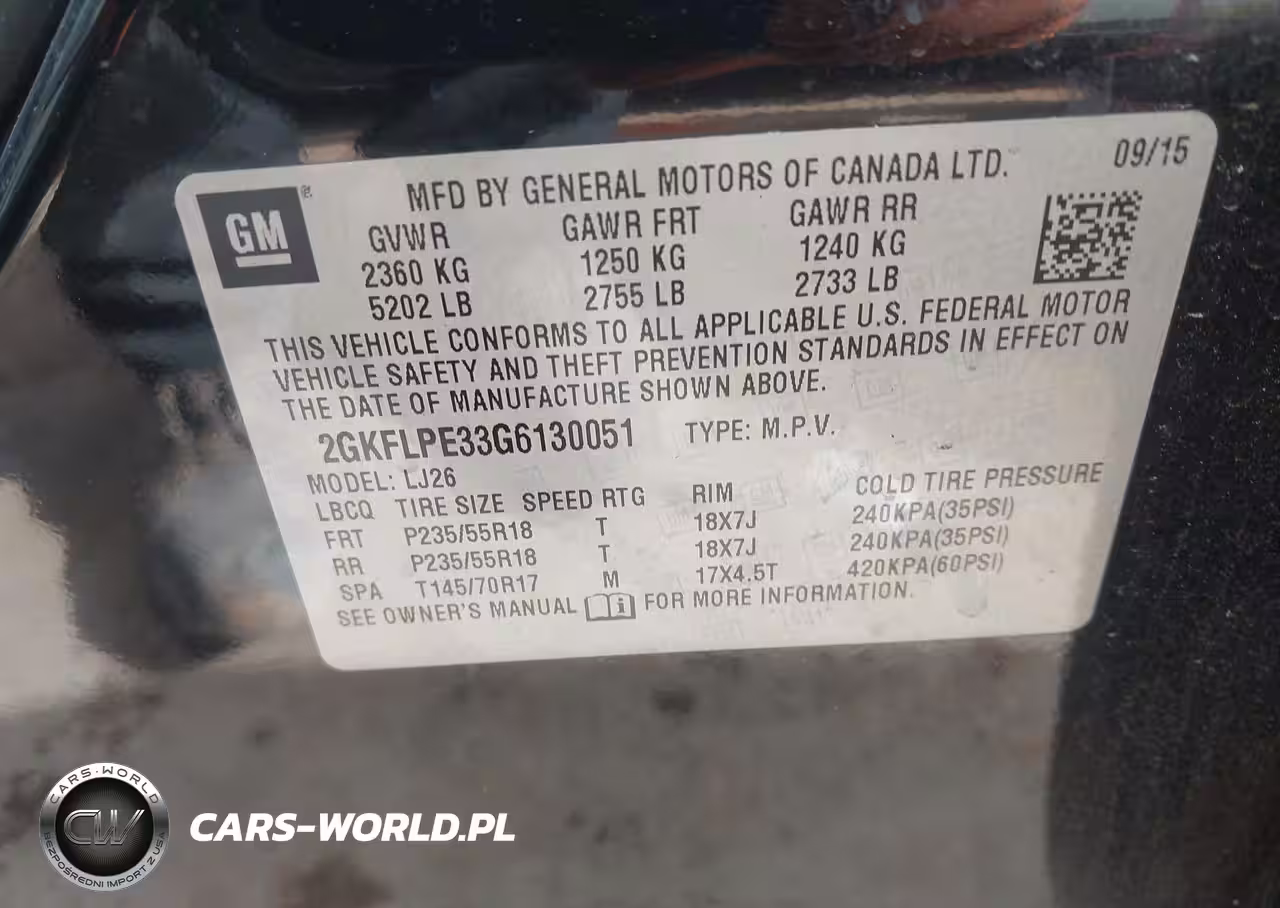 GM ® MFD BY GENERAL MOTORS OF CANADA LTD. 09/15
GVWR GAWR FRT GAWR RR
2360 KG 1250 KG 1240 KG
5202 LB 2755 LB 2733 LB
THIS VEHICLE CONFORMS TO ALL APPLICABLE U.S. FEDERAL MOTOR
VEHICLE SAFETY AND THEFT PREVENTION STANDARDS IN EFFECT ON
THE DATE OF MANUFACTURE SHOWN ABOVE.
2GKFLPE33G6130051 TYPE: M.P.V.
MODEL: LJ26
LBCQ TIRE SIZE SPEED RTG RIM COLD TIRE PRESSURE
FRT P235/55R18 T 18X7J 240KPA(35PSI)
RR P235/55R18 T 18X7J 240KPA(35PSI)
SPA T145/70R17 M 17X4.5T 420KPA(60PSI)
SEE OWNER'S MANUAL FOR MORE INFORMATION.
CARS-WORLD
CW
BEZPOŚREDNI IMPORT Z USA
CARS-WORLD.PL